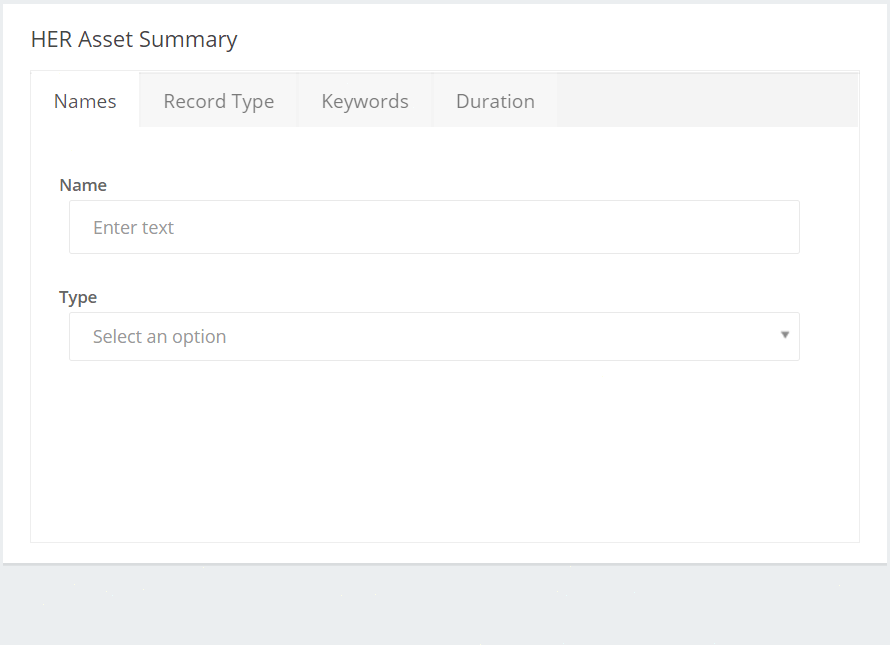 HER Asset Summary
Names Record Type Keywords Duration
Name
Enter text
Type
Select an option